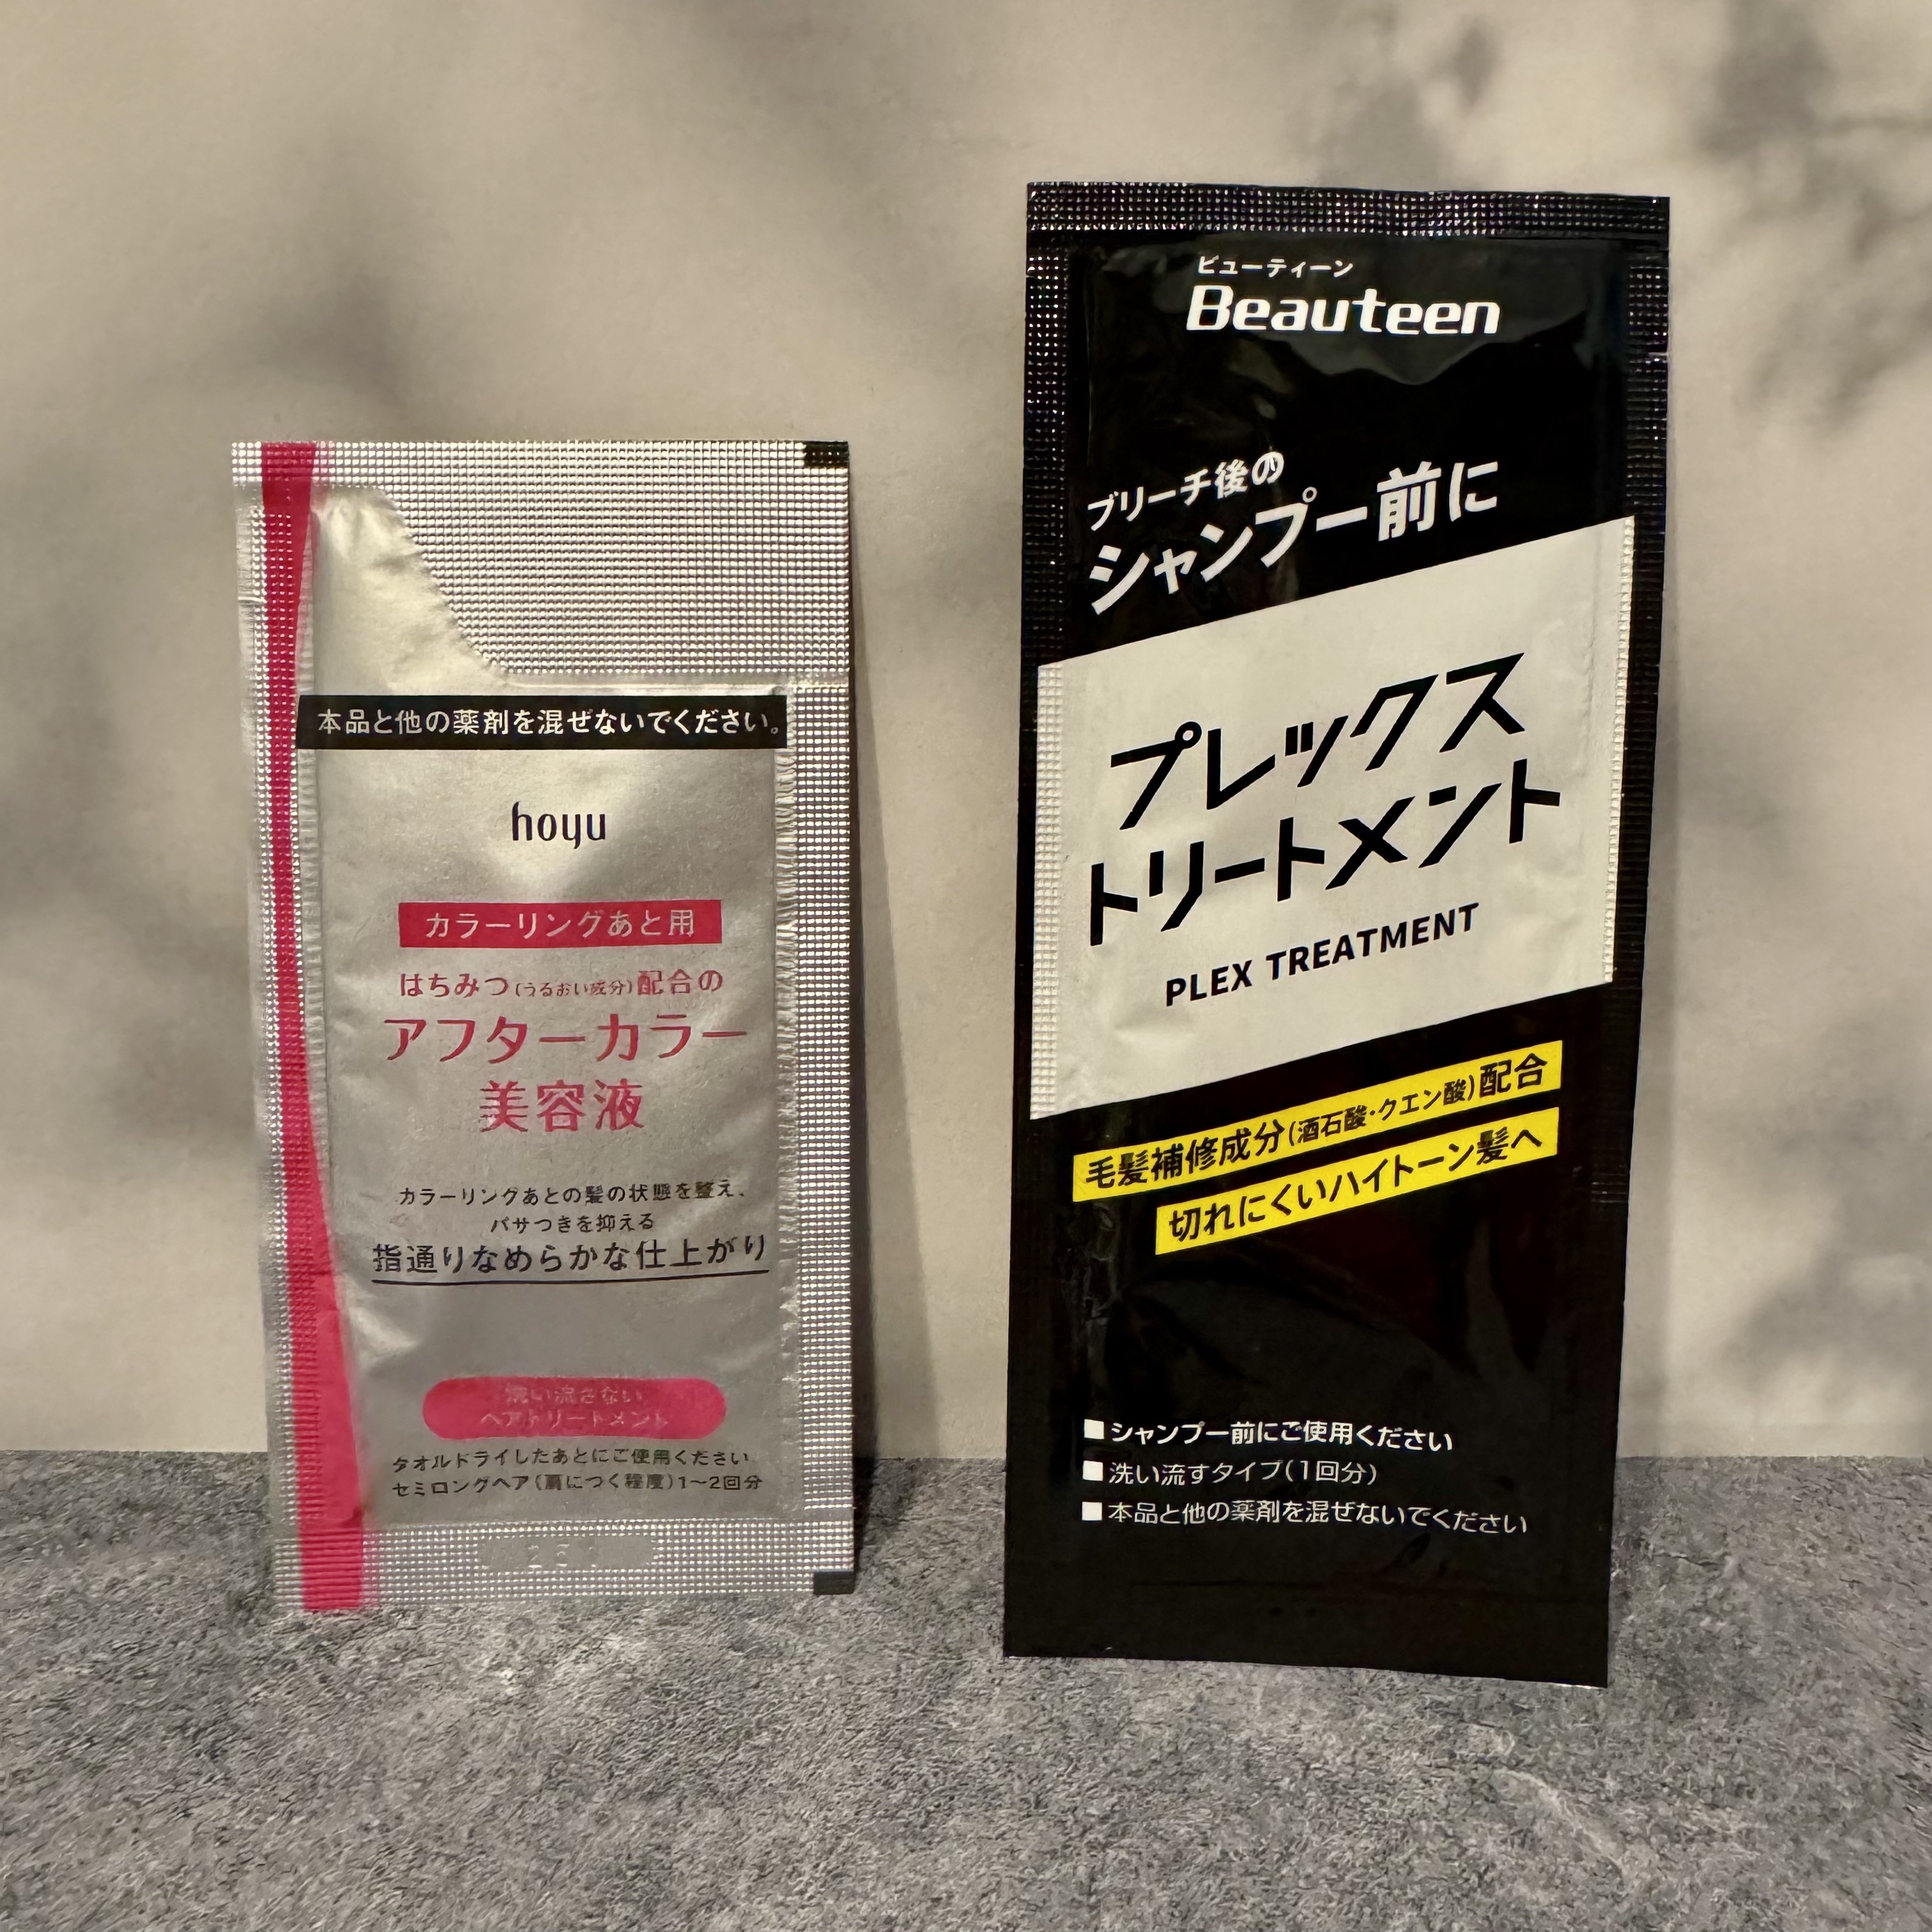 本品と他の薬剤を混ぜないでください。
hoyu
カラーリングあと用
はちみつ(うるおい成分)配合の
アフターカラー
美容液
カラーリングあとの髪の状態を整え、
パサつきを抑える
指通りなめらかな仕上がり
洗い流さない
ヘアトリートメント
タオルドライしたあとにご使用ください
セミロングヘア(肩につく程度)1〜2回分
ビューティーン
Beauteen
ブリーチ後の
シャンプー前に
プレックス
トリートメント
PLEX TREATMENT
毛髪補修成分(酒石酸・クエン酸)配合
切れにくいハイトーン髪へ
■シャンプー前にご使用ください
■洗い流すタイプ(1回分)
■本品と他の薬剤を混ぜないでください